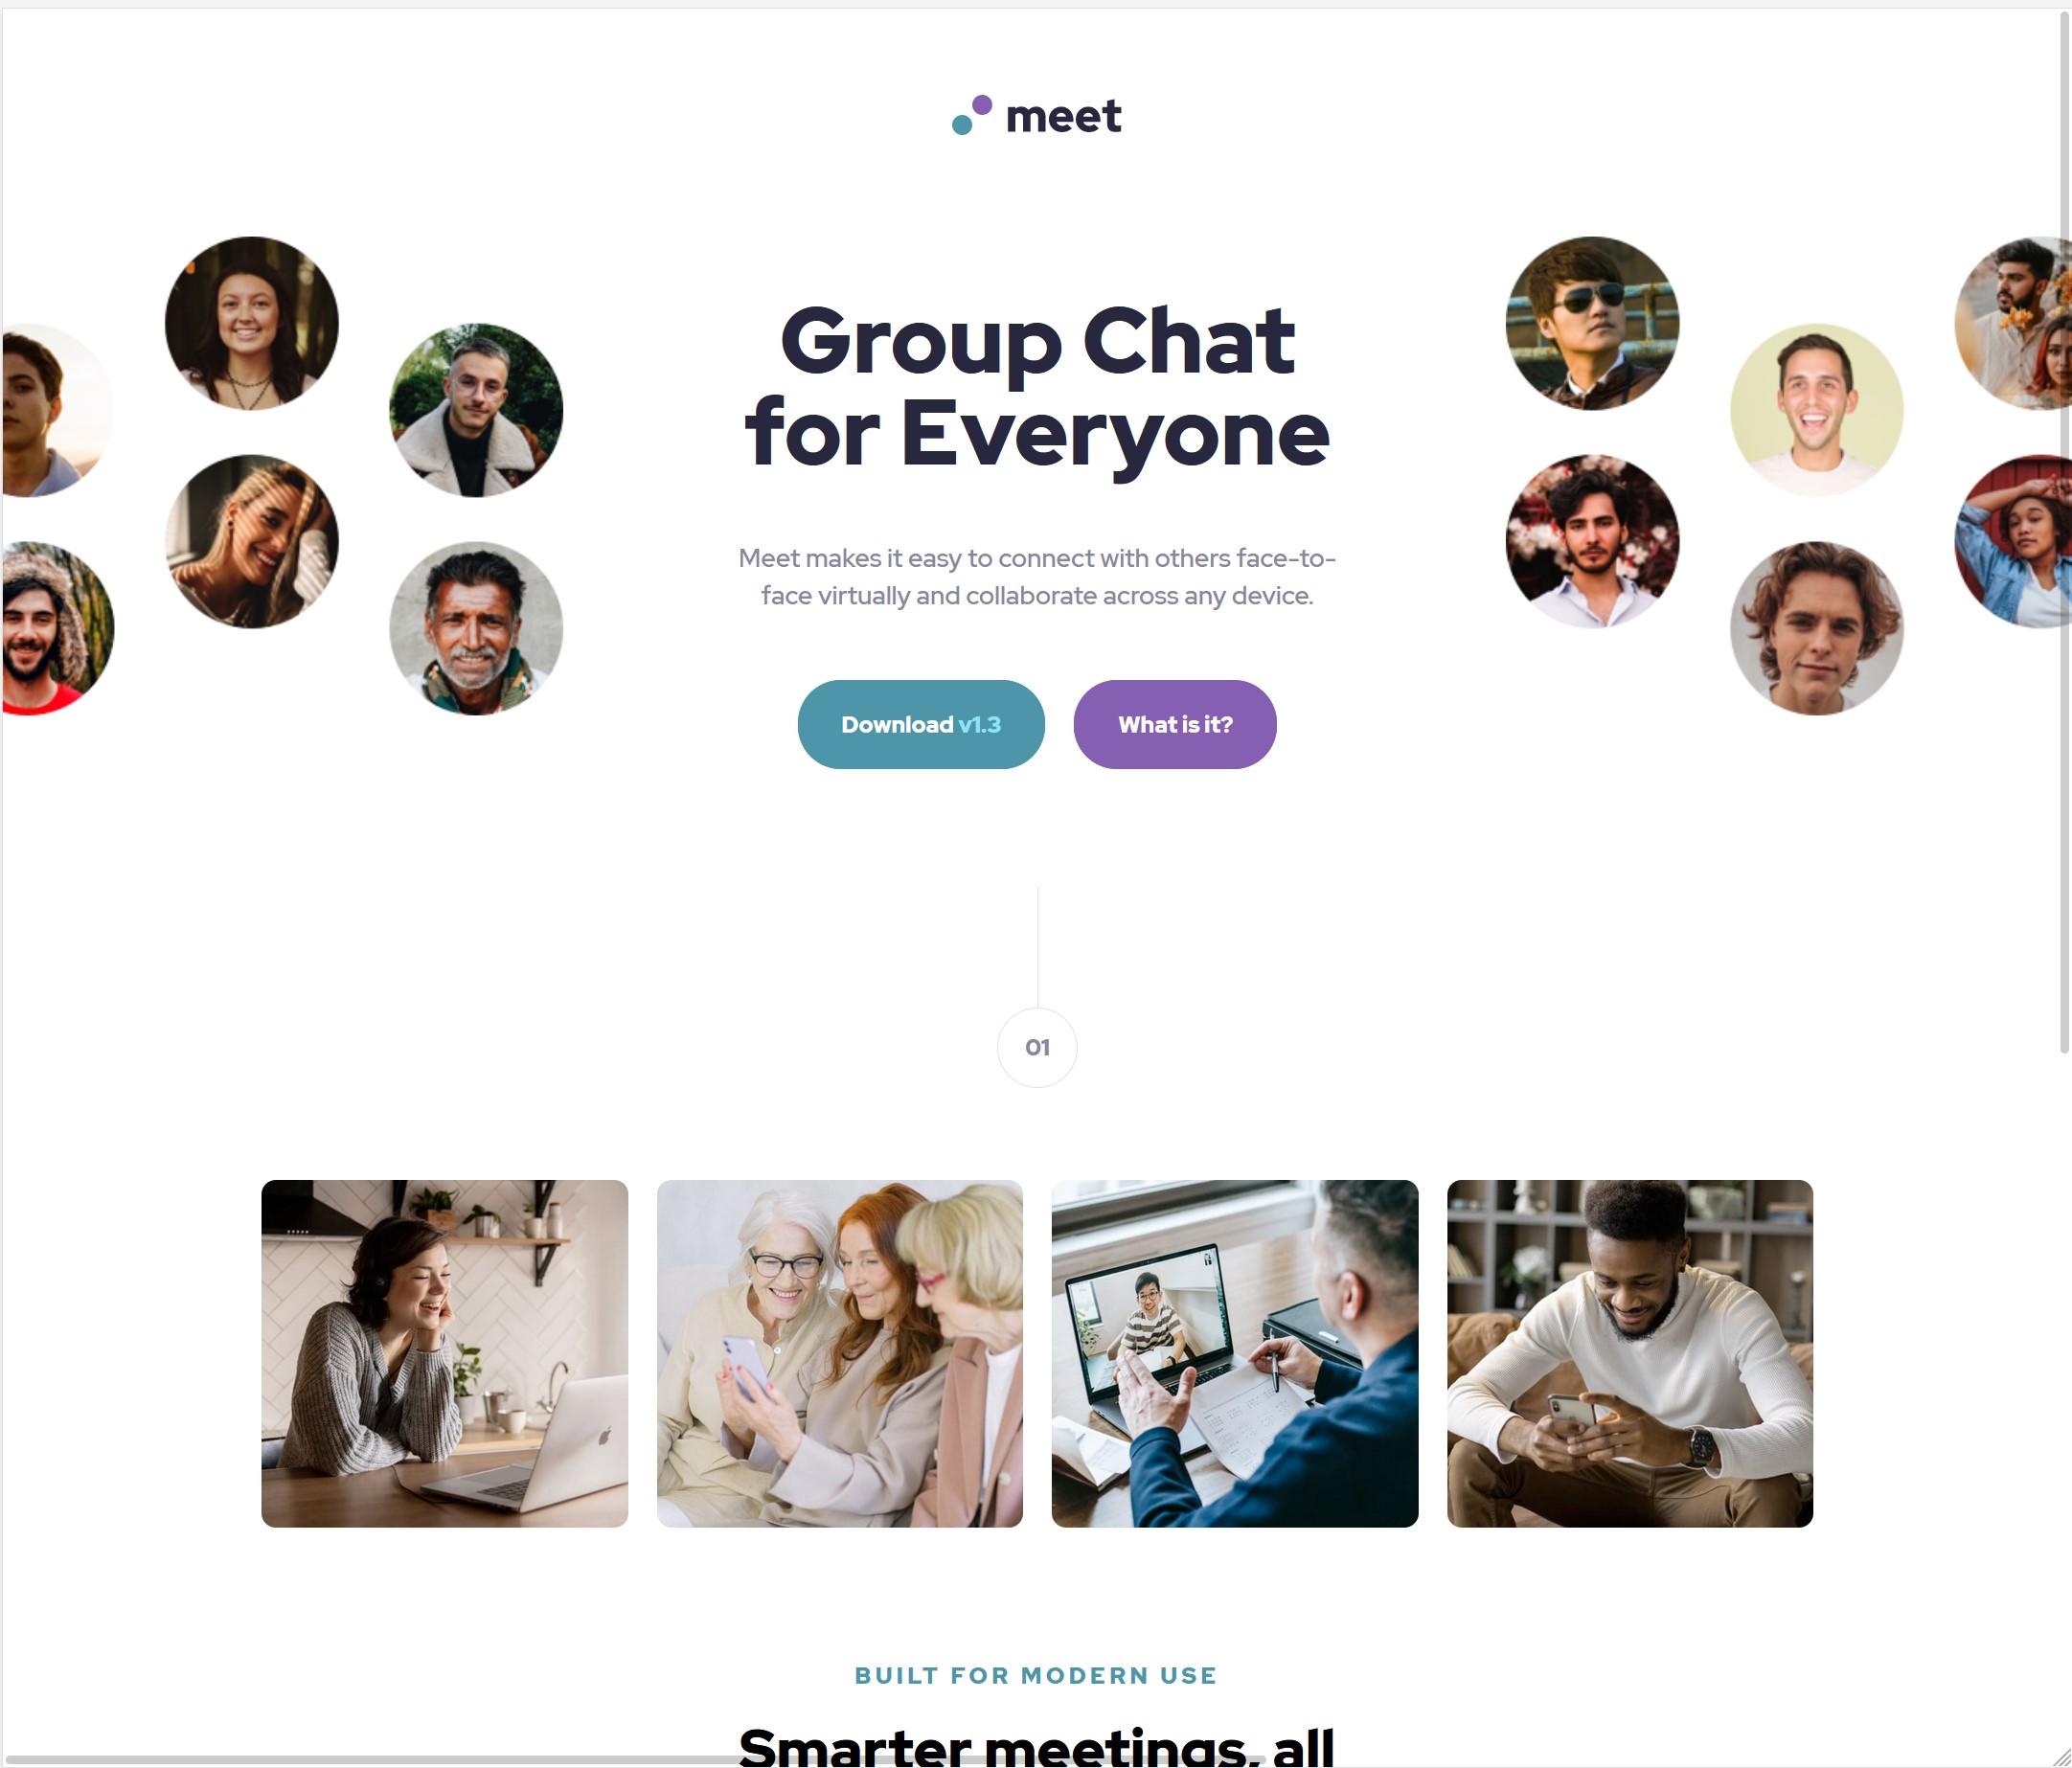 meet
Group Chat
for Everyone
Meet makes it easy to connect with others face-to-
face virtually and collaborate across any device.
Download v1.3
What is it?
01
BUILT FOR MODERN USE
Smarter meetings, all